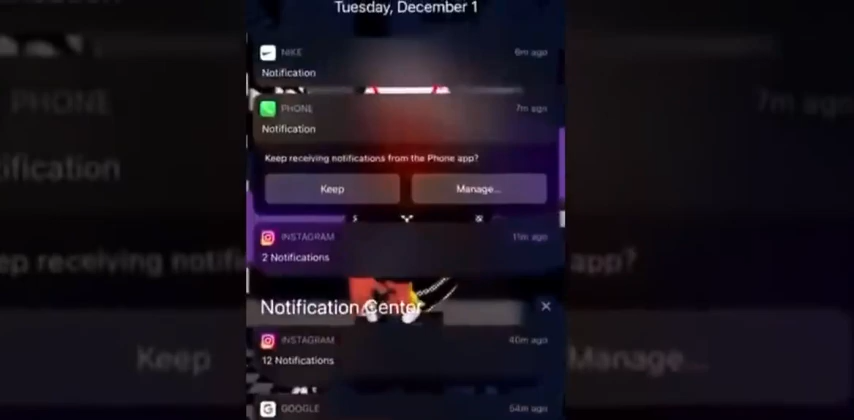 Tuesday, December 1
NIKE 6m ago
Notification
PHONE 7m ago
Notification
Keep receiving notifications from the Phone app?
Keep Manage...
INSTAGRAM 11m ago
2 Notifications
Notification Center
INSTAGRAM 40m ago
12 Notifications
GOOGLE 54m ago